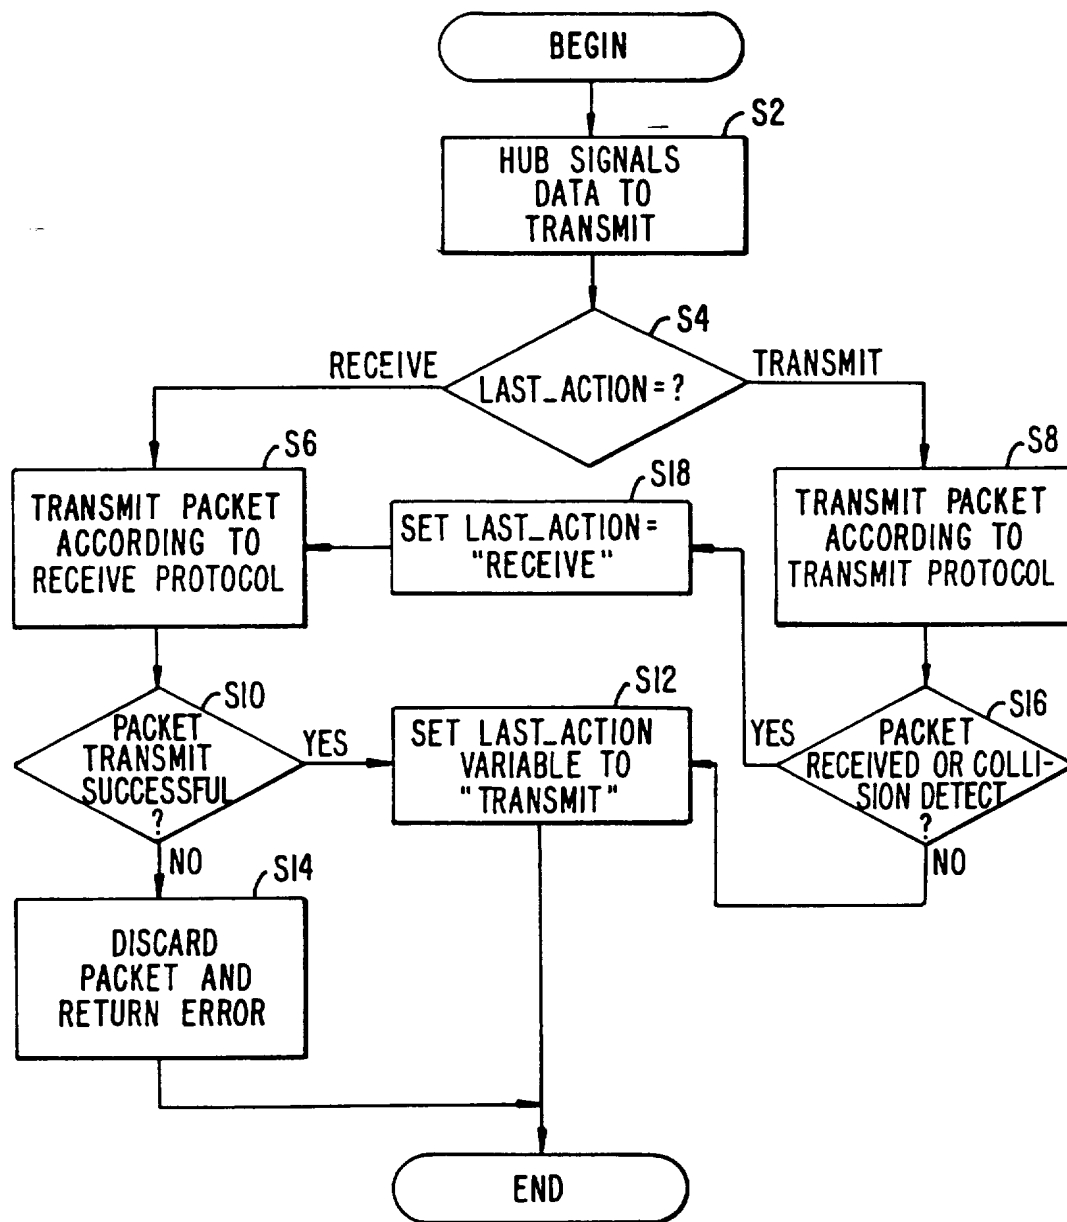 BEGIN
S2
HUB SIGNALS
DATA TO
TRANSMIT
S4
RECEIVE
TRANSMIT
LAST_ACTION=?
S6
TRANSMIT PACKET
ACCORDING TO
RECEIVE PROTOCOL
S18
SET LAST_ACTION=
"RECEIVE"
S8
TRANSMIT PACKET
ACCORDING TO
TRANSMIT PROTOCOL
S10
PACKET
TRANSMIT
SUCCESSFUL
?
YES
NO
S12
SET LAST_ACTION
VARIABLE TO
"TRANSMIT"
S16
YES
PACKET
RECEIVED OR COLLI-
SION DETECT
?
NO
S14
DISCARD
PACKET AND
RETURN ERROR
END